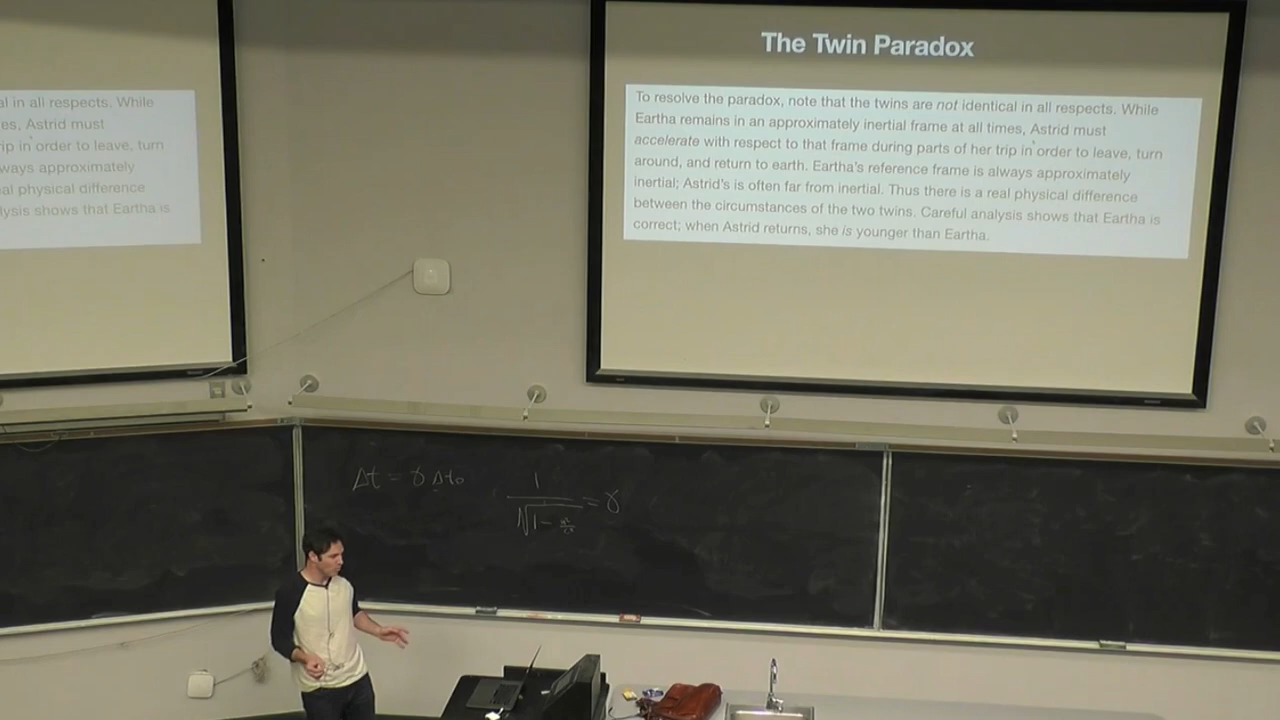 al in all respects. While
es, Astrid must
rip in order to leave, turn
ways approximately
al physical difference
lysis shows that Eartha is
The Twin Paradox
To resolve the paradox, note that the twins are not identical in all respects. While
Eartha remains in an approximately inertial frame at all times, Astrid must
accelerate with respect to that frame during parts of her trip in order to leave, turn
around, and return to earth. Eartha's reference frame is always approximately
inertial; Astrid's is often far from inertial. Thus there is a real physical difference
between the circumstances of the two twins. Careful analysis shows that Eartha is
correct; when Astrid returns, she is younger than Eartha.
Δt = γ Δt₀
1
√1 - = γ